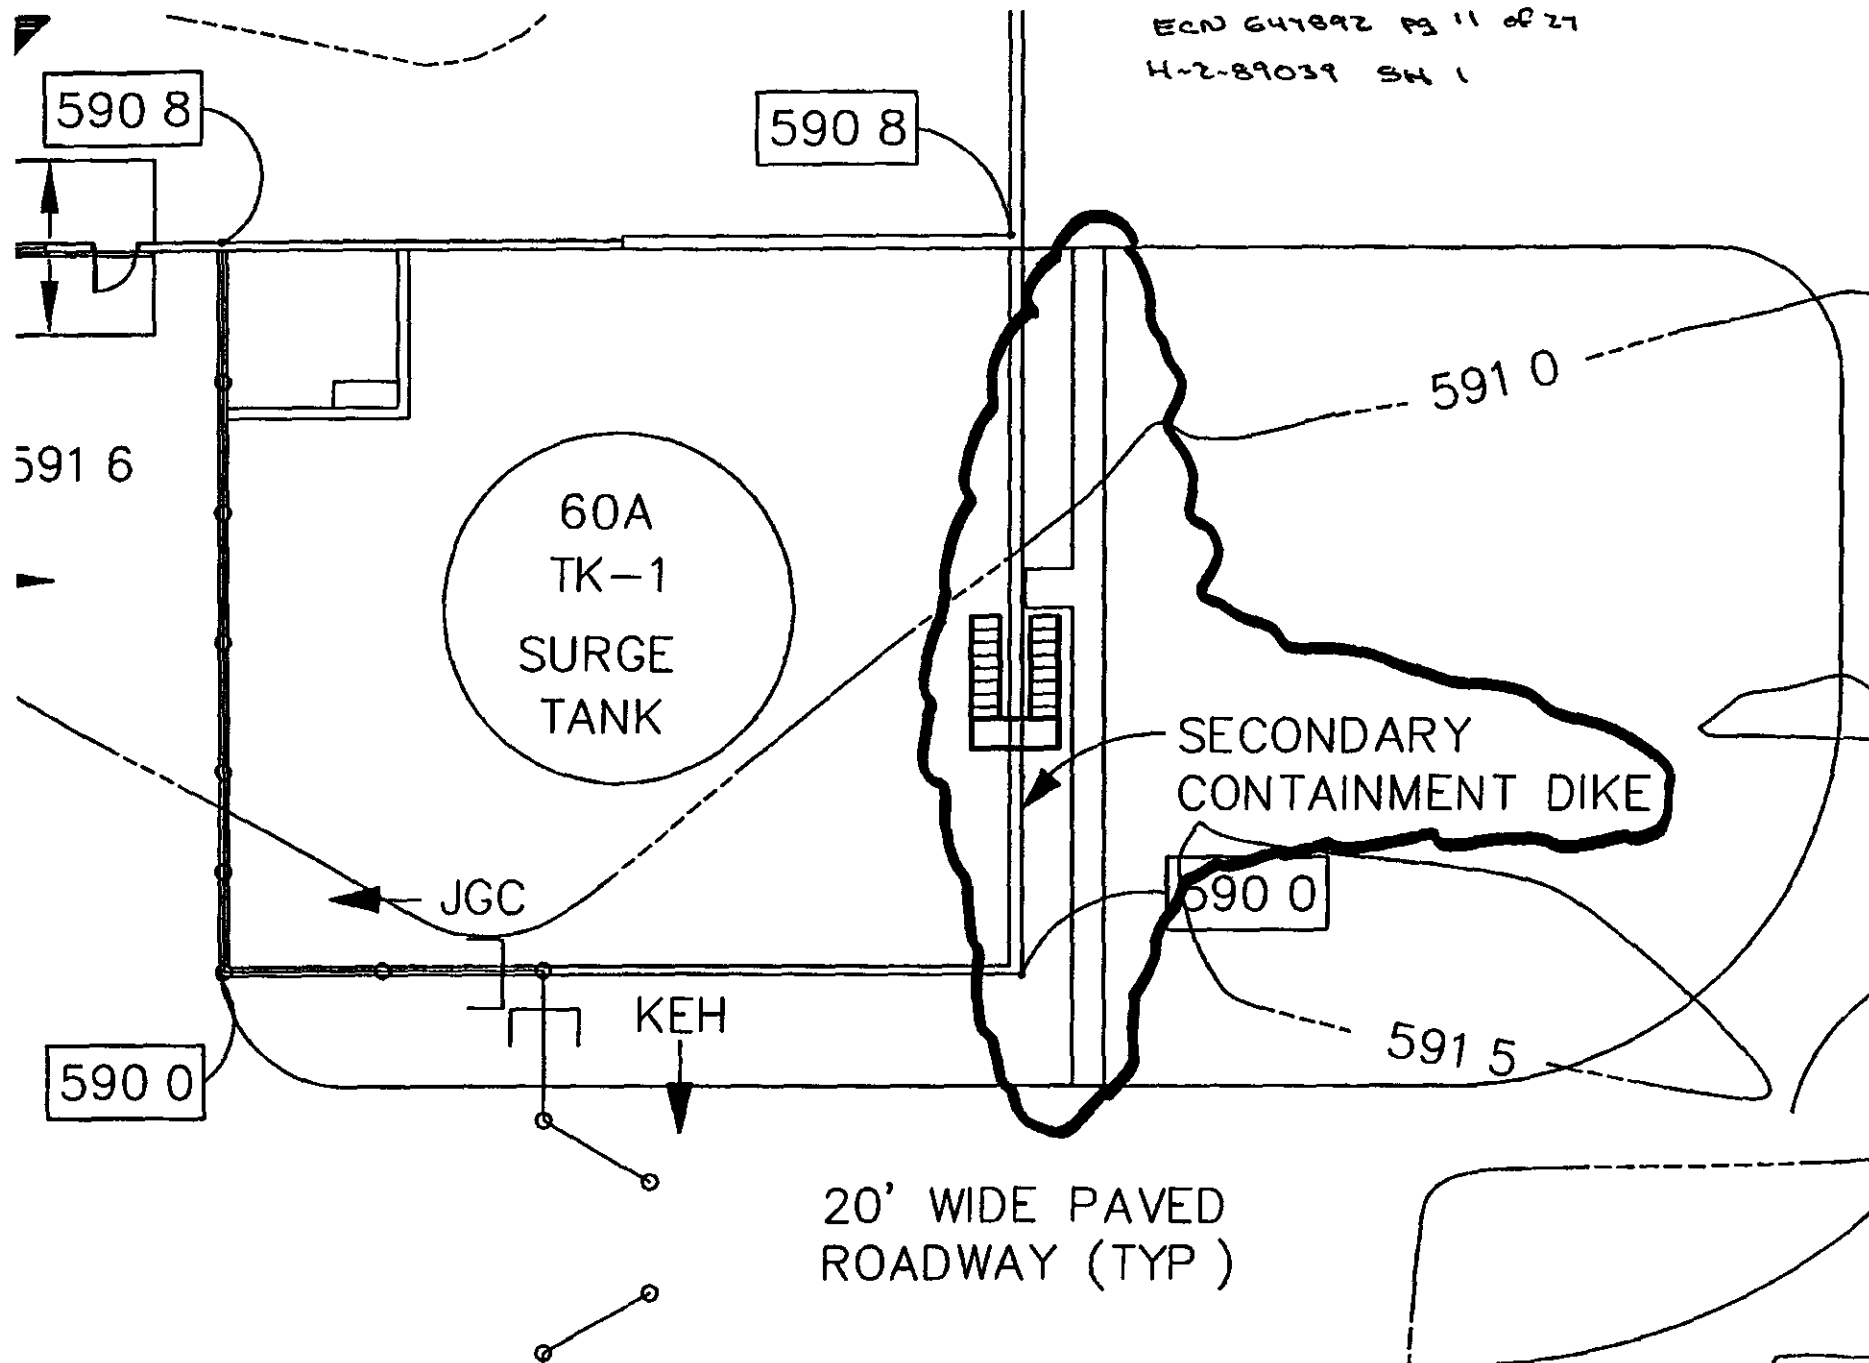 ECN 647892 Pg 11 of 27
H-2-89039 SH 1
590 8
590 8
591 0
591 6
60A
TK-1
SURGE
TANK
SECONDARY
CONTAINMENT DIKE
JGC
590 0
KEH
591 5
590 0
20' WIDE PAVED
ROADWAY (TYP )